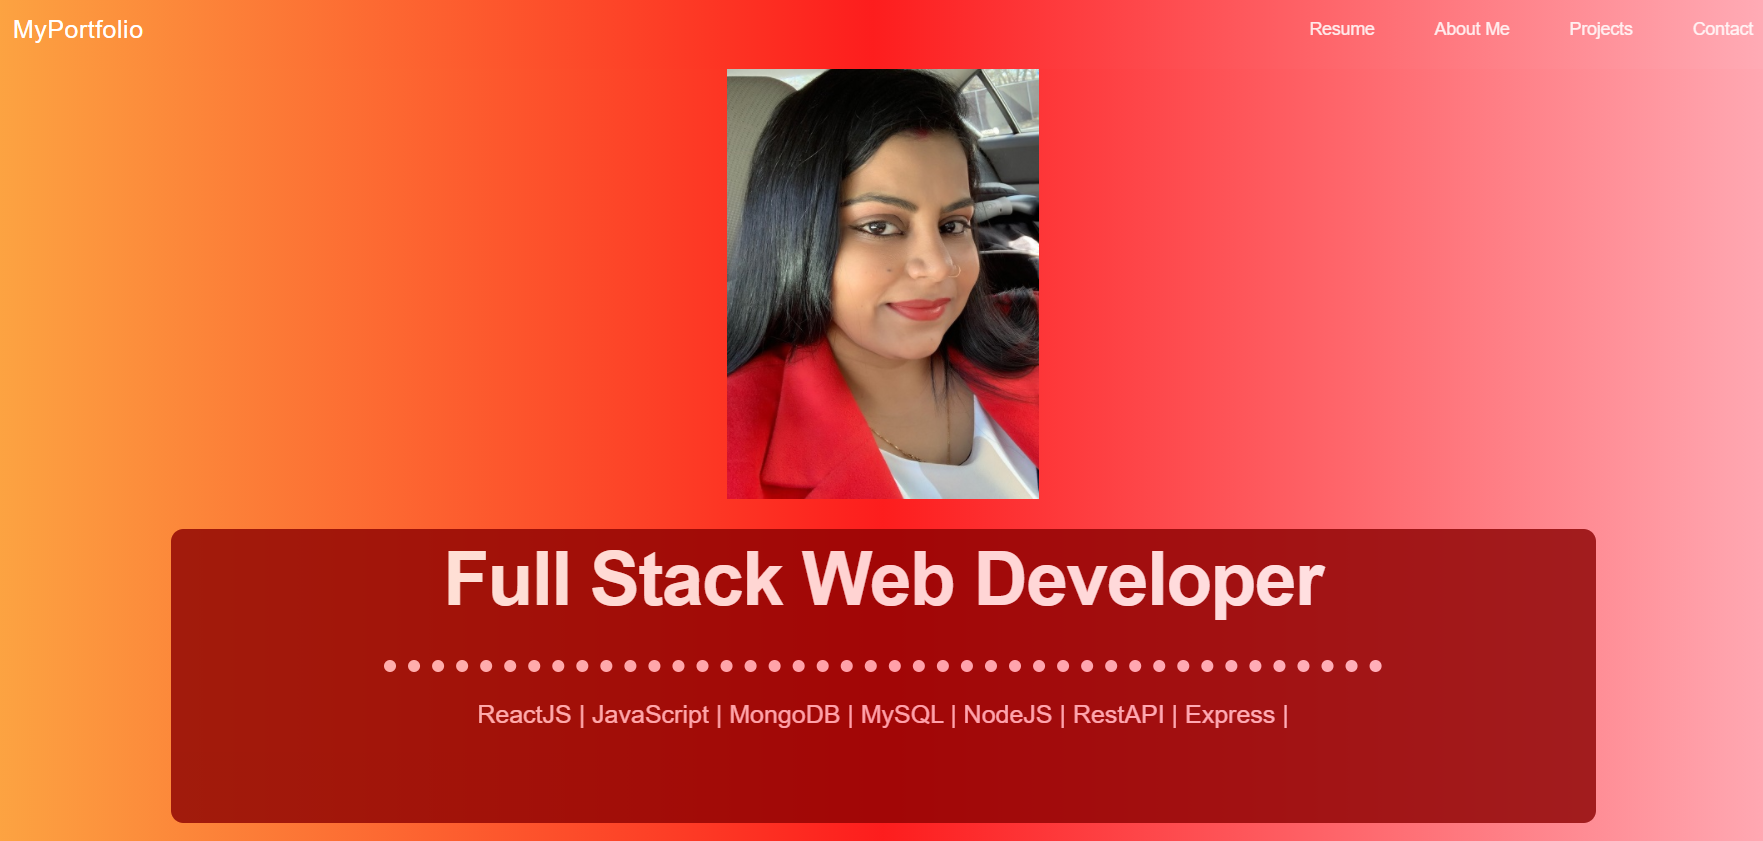 MyPortfolio Resume About Me Projects Contact
Full Stack Web Developer
ReactJS | JavaScript | MongoDB | MySQL | NodeJS | RestAPI | Express |